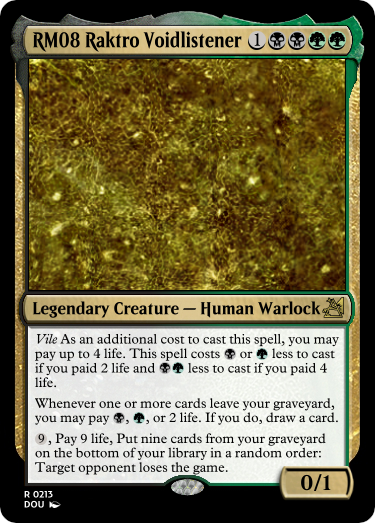 RM08 Raktro Voidlistener 1
Legendary Creature — Human Warlock
Vile As an additional cost to cast this spell, you may
pay up to 4 life. This spell costs or less to cast
if you paid 2 life and less to cast if you paid 4
life.
Whenever one or more cards leave your graveyard,
you may pay , , or 2 life. If you do, draw a card.
9 , Pay 9 life, Put nine cards from your graveyard
on the bottom of your library in a random order:
Target opponent loses the game.
0/1
R 0213
DOU